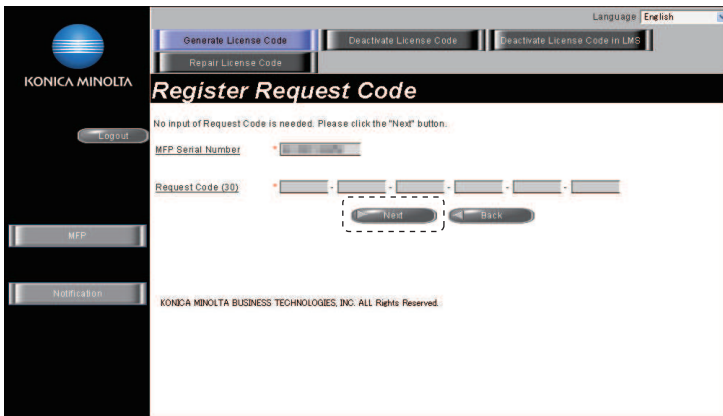 Language English
Generate License Code Deactivate License Code Deactivate License Code in LMS
Repair License Code
KONICA MINOLTA
Register Request Code
No input of Request Code is needed. Please click the "Next" button.
Logout
MFP Serial Number *
Request Code (30) * - - - - -
Next Back
MFP
Notification
KONICA MINOLTA BUSINESS TECHNOLOGIES, INC. ALL Rights Reserved.